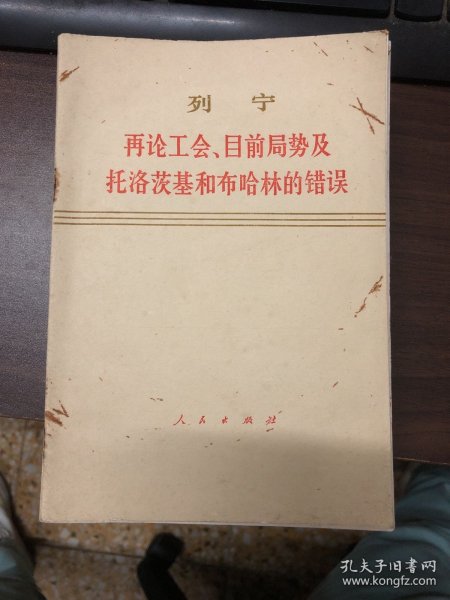 列 宁
再论工会、目前局势及
托洛茨基和布哈林的错误
人民出版社
孔夫子旧书网
www.kongfz.com